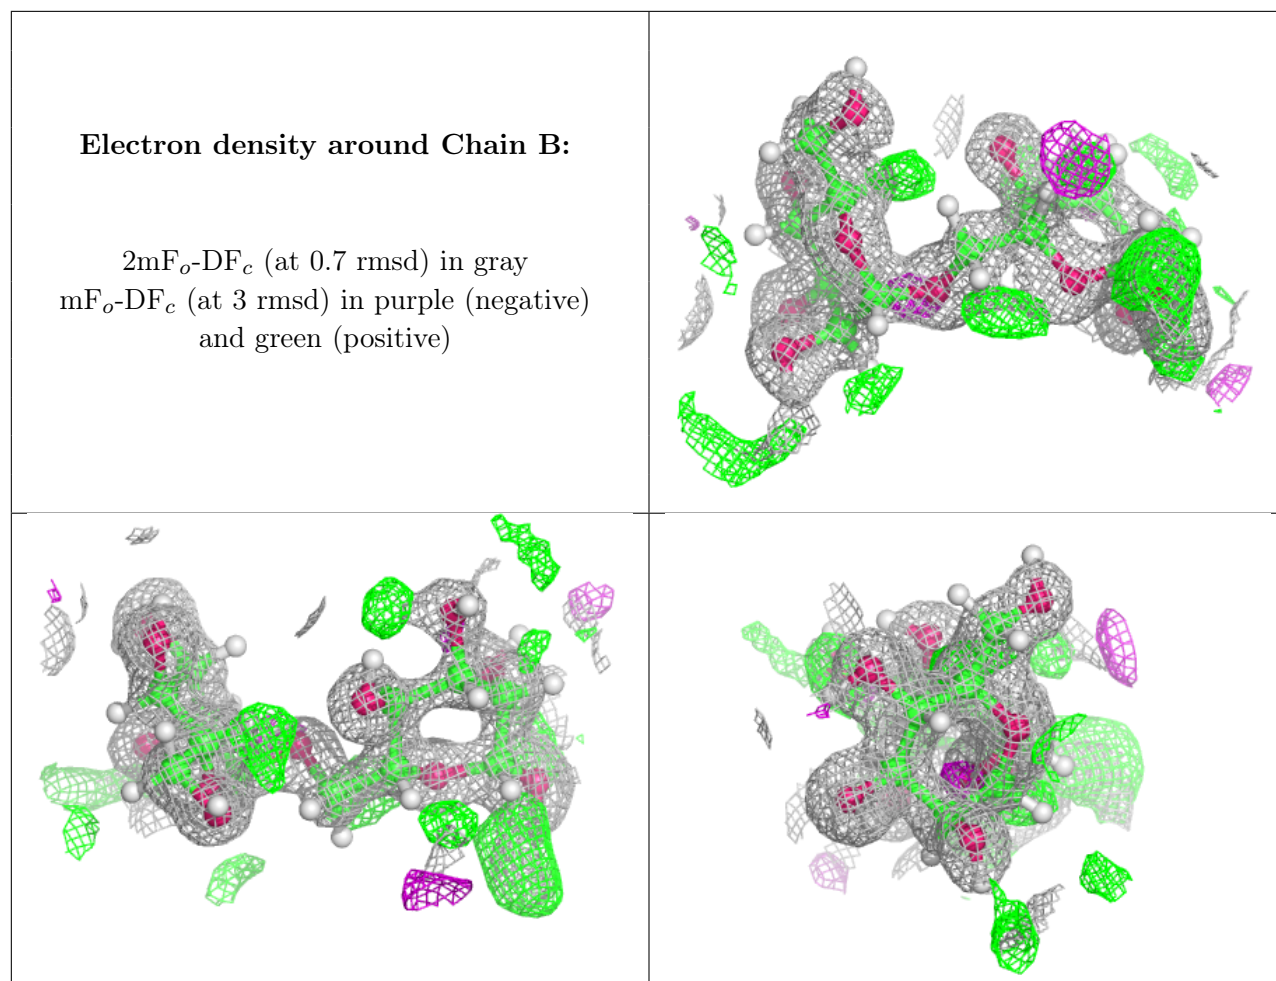 Electron density around Chain B:
2mFo-DFc (at 0.7 rmsd) in gray
mFo-DFc (at 3 rmsd) in purple (negative)
and green (positive)